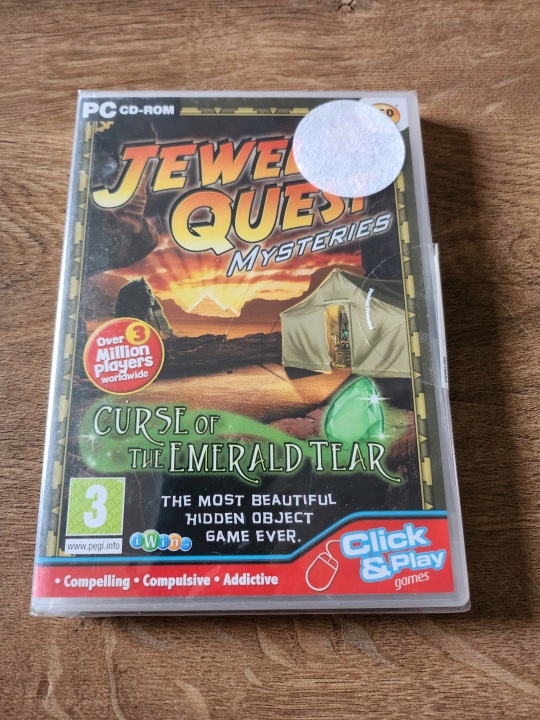 PC CD-ROM
JEWEL
QUEST
MYSTERIES
Over 3
Million
players
worldwide
CURSE OF
THE EMERALD TEAR
THE MOST BEAUTIFUL
HIDDEN OBJECT
GAME EVER.
3
www.pegi.info
iWin
Click
& Play
games
• Compelling • Compulsive • Addictive